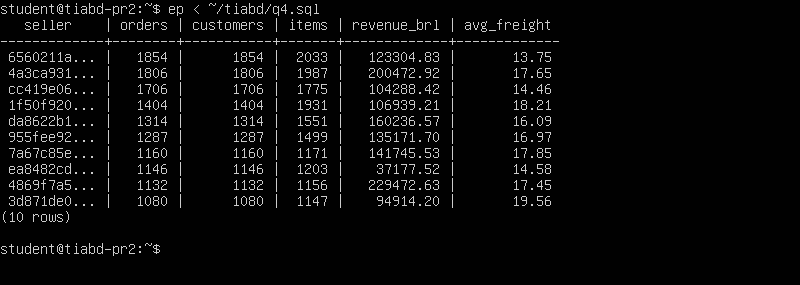 student@tiabd-pr2:~$ ep < ~/tiabd/q4.sql
   seller    | orders | customers | items | revenue_brl | avg_freight
-------------+--------+-----------+-------+-------------+-------------
 6560211a... |   1854 |      1854 |  2033 |   123304.83 |       13.75
 4a3ca931... |   1806 |      1806 |  1987 |   200472.92 |       17.65
 cc419e06... |   1706 |      1706 |  1775 |   104288.42 |       14.46
 1f50f920... |   1404 |      1404 |  1931 |   106939.21 |       18.21
 da8622b1... |   1314 |      1314 |  1551 |   160236.57 |       16.09
 955fee92... |   1287 |      1287 |  1499 |   135171.70 |       16.97
 7a67c85e... |   1160 |      1160 |  1171 |   141745.53 |       17.85
 ea8482cd... |   1146 |      1146 |  1203 |    37177.52 |       14.58
 4869f7a5... |   1132 |      1132 |  1156 |   229472.63 |       17.45
 3d871de0... |   1080 |      1080 |  1147 |    94914.20 |       19.56
(10 rows)
student@tiabd-pr2:~$